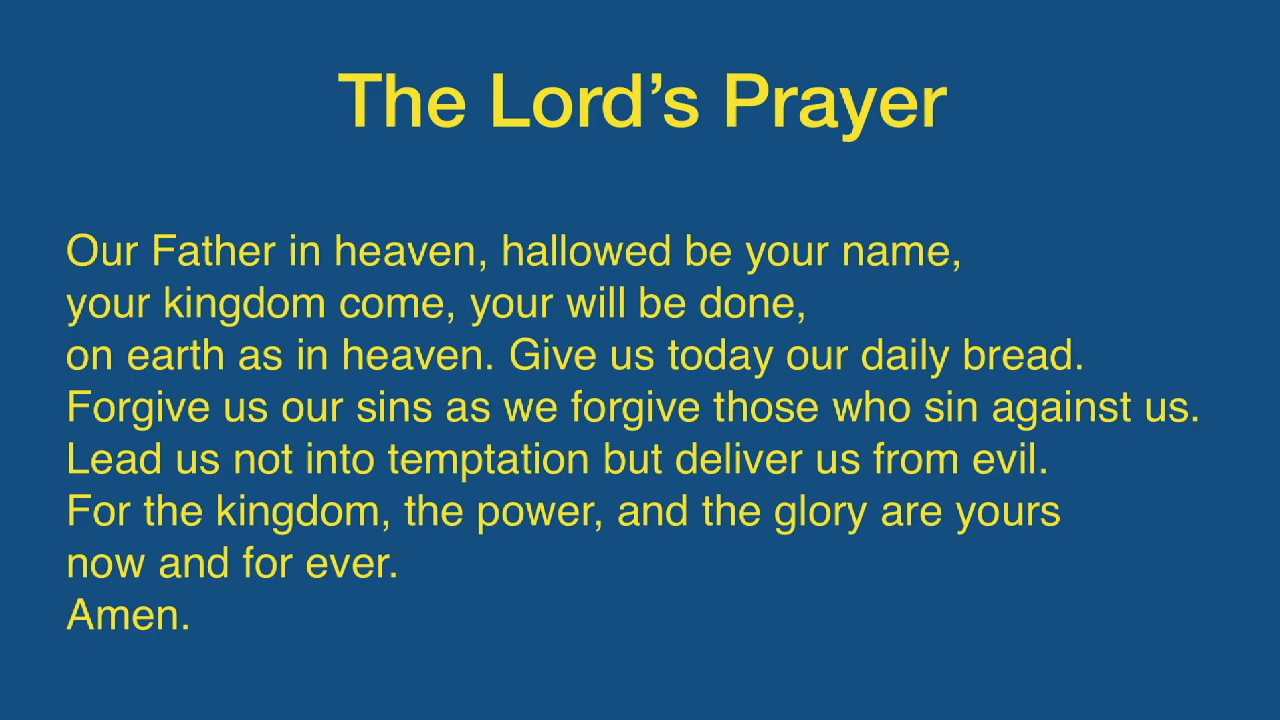 The Lord’s Prayer
Our Father in heaven, hallowed be your name,
your kingdom come, your will be done,
on earth as in heaven. Give us today our daily bread.
Forgive us our sins as we forgive those who sin against us.
Lead us not into temptation but deliver us from evil.
For the kingdom, the power, and the glory are yours
now and for ever.
Amen.